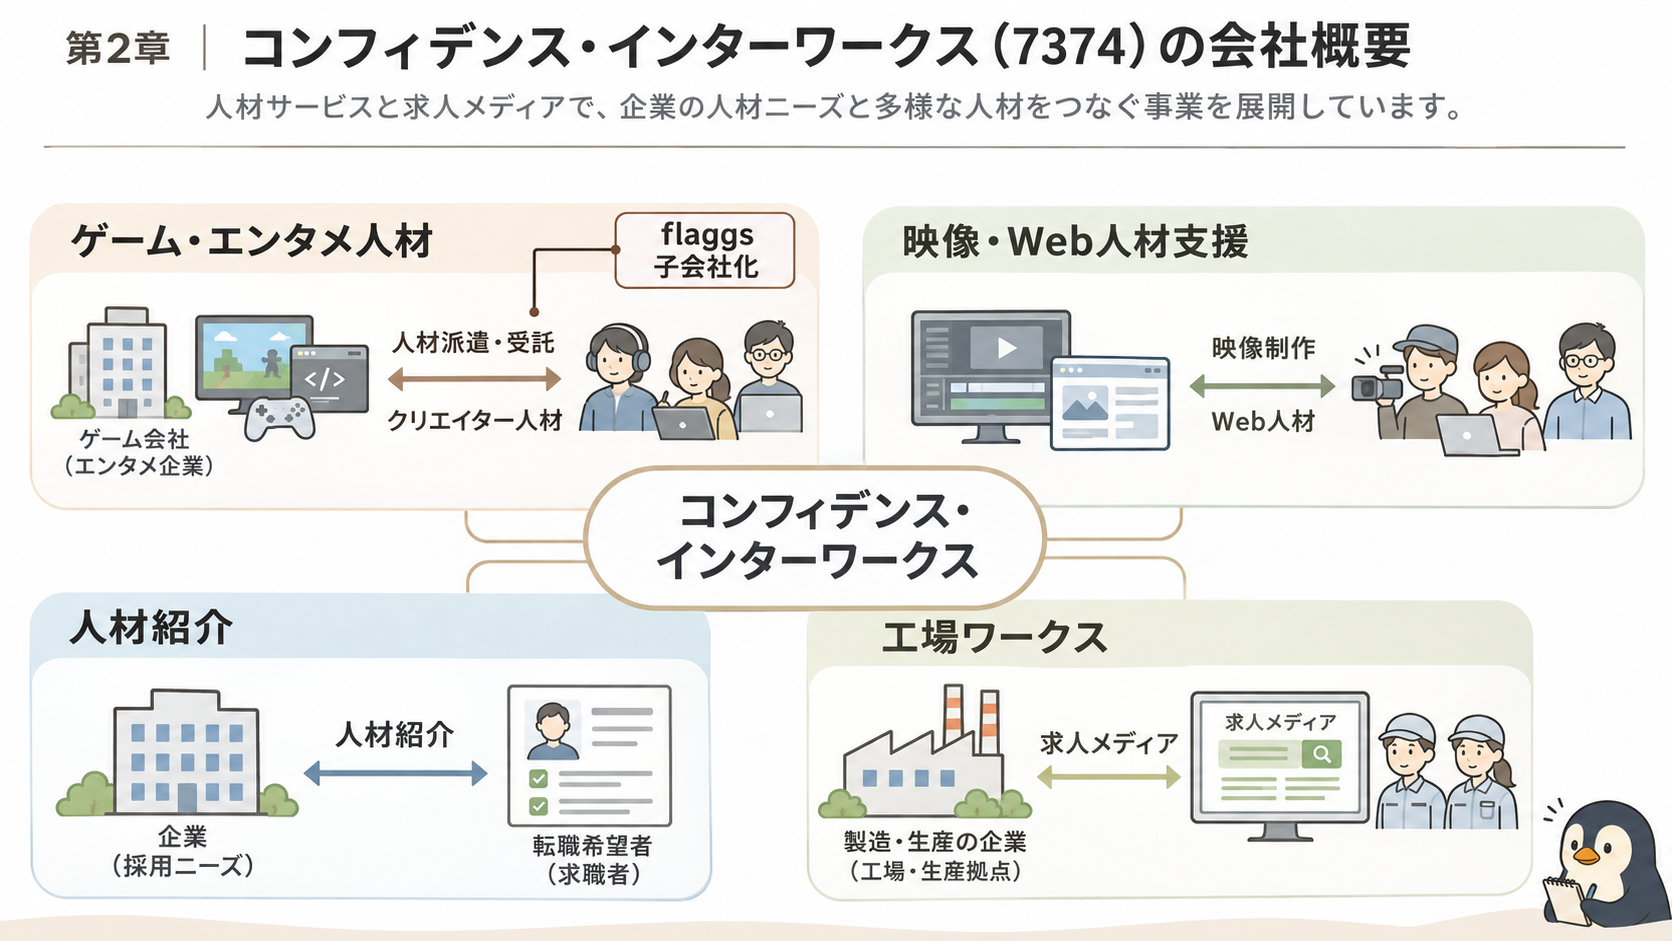 第2章
コンフィデンス・インターワークス（7374）の会社概要
人材サービスと求人メディアで、企業の人材ニーズと多様な人材をつなぐ事業を展開しています。
ゲーム・エンタメ人材
flaggs
子会社化
人材派遣・受託
クリエイター人材
ゲーム会社
（エンタメ企業）
</>
映像・Web人材支援
映像制作
Web人材
コンフィデンス・
インターワークス
人材紹介
人材紹介
企業
（採用ニーズ）
転職希望者
（求職者）
工場ワークス
求人メディア
求人メディア
製造・生産の企業
（工場・生産拠点）